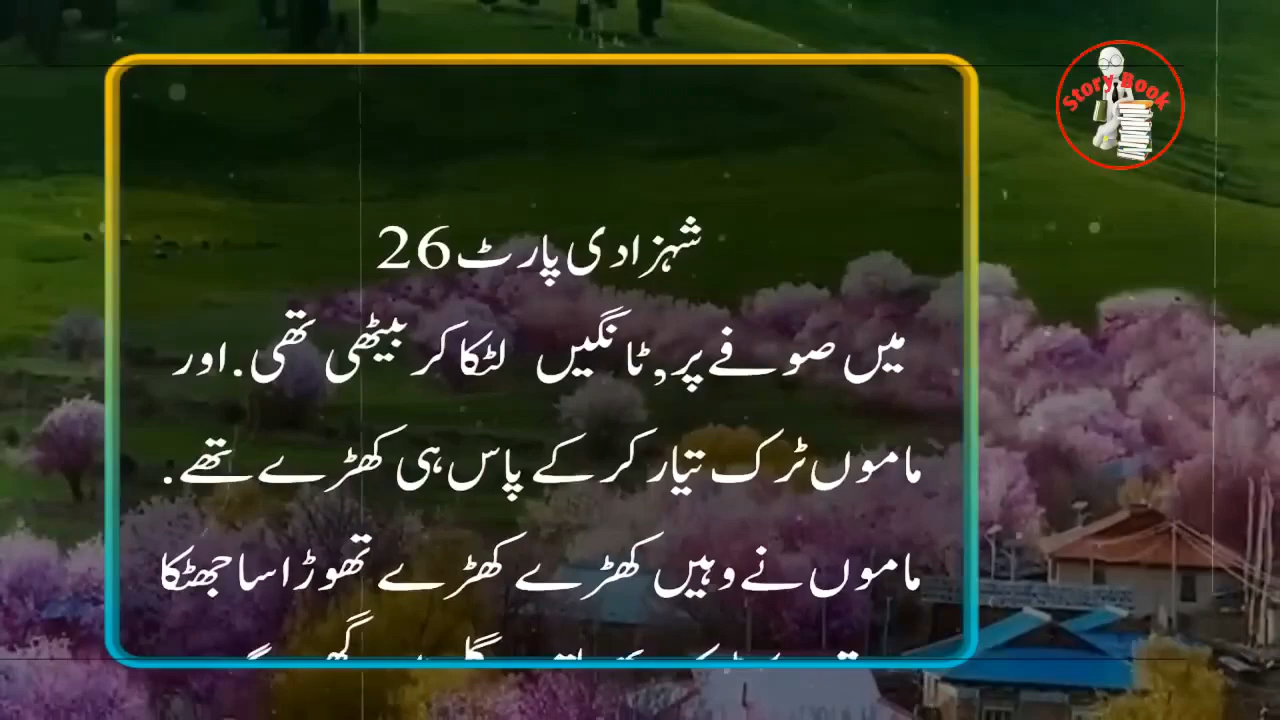 Story Book
شہزادی پارٹ 26
میں صوفے پر, ٹانگیں لٹکا کر بیٹھی تھی. اور
ماموں ٹرک تیار کر کے پاس ہی کھڑے تھے.
ماموں نے وہیں کھڑے کھڑے تھوڑا سا جھٹکا